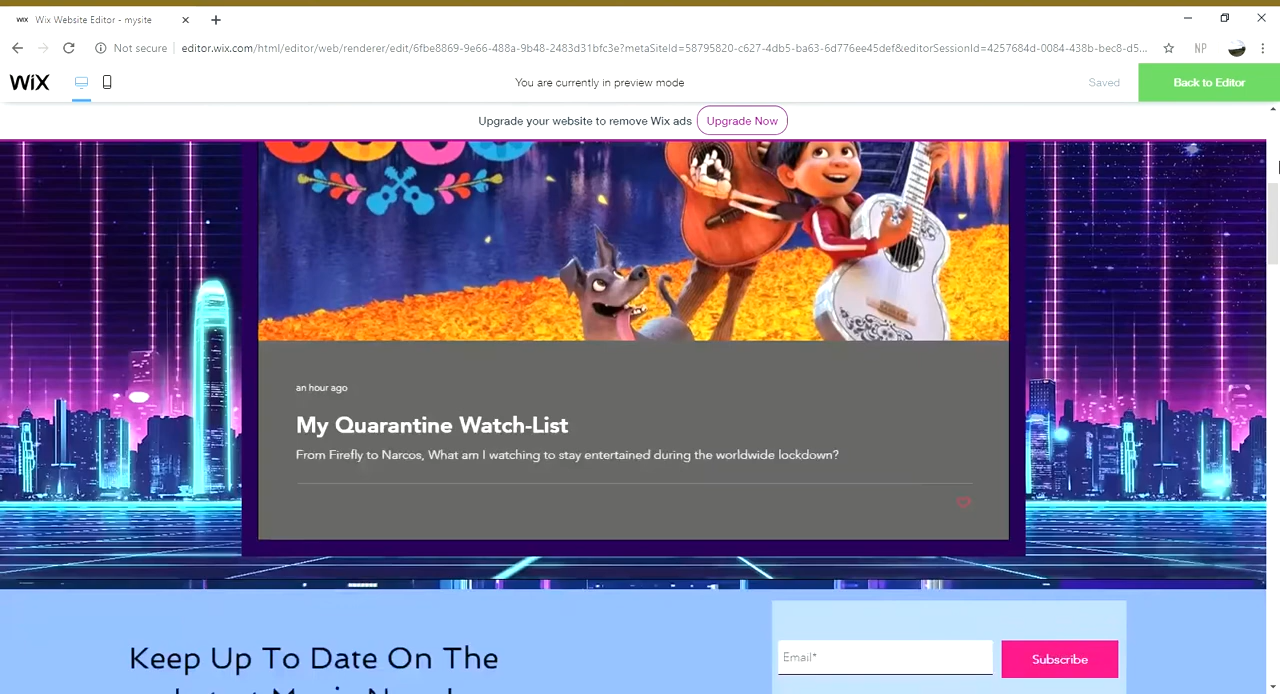 WIX Wix Website Editor - mysite
Not secure editor.wix.com/html/editor/web/renderer/edit/6fbe8869-9e66-488a-9b48-2483d31bfc3e?metaSiteId=58795820-c627-4db5-ba63-6d776ee45def&editorSessionId=4257684d-0084-438b-bec8-d5... NP
WiX You are currently in preview mode Saved Back to Editor
Upgrade your website to remove Wix ads Upgrade Now
an hour ago
My Quarantine Watch-List
From Firefly to Narcos, What am I watching to stay entertained during the worldwide lockdown?
Keep Up To Date On The
Email* Subscribe